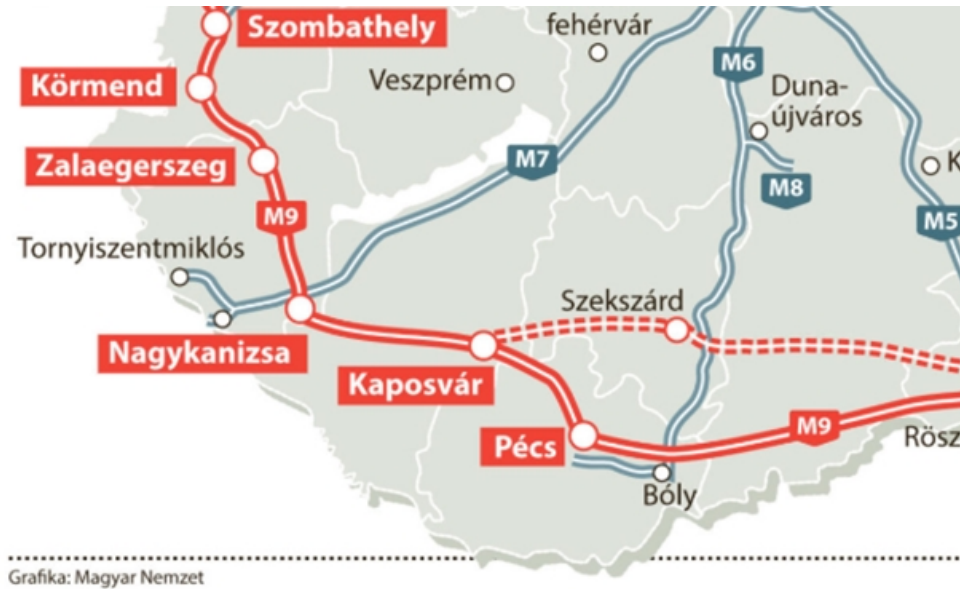 Szombathely
fehérvár
M6
Körmend
Veszprém
Duna-
újváros
Zalaegerszeg
M7
K
M8
M9
M5
Tornyiszentmiklós
Szekszárd
Nagykanizsa
Kaposvár
M9
Pécs
Rösz
Bóly
Grafika: Magyar Nemzet